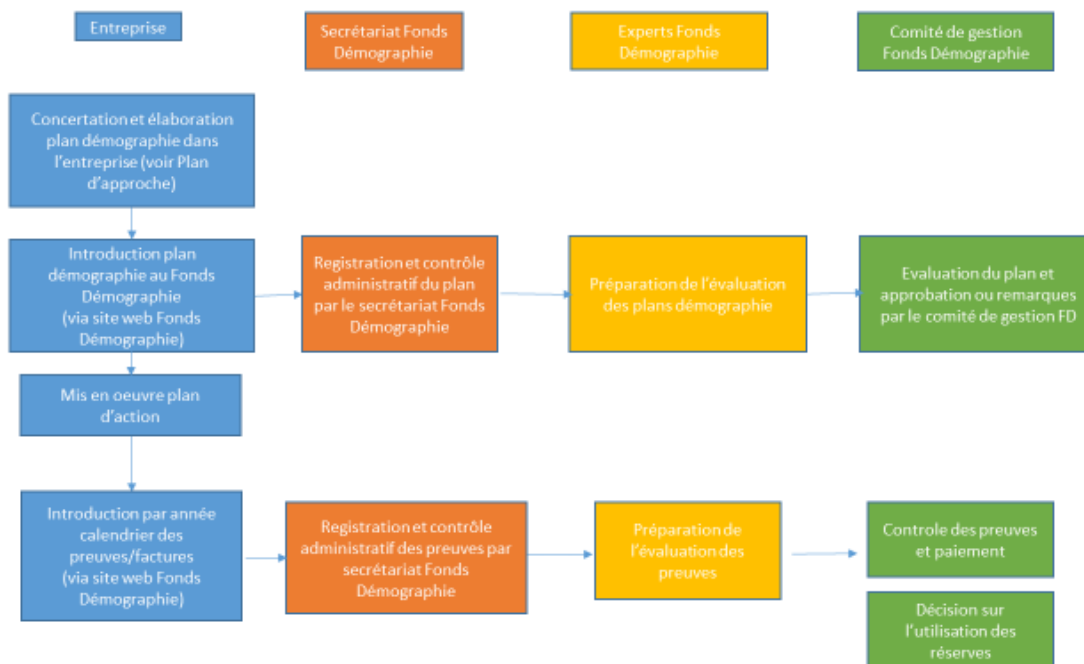 Entreprise
Secrétariat Fonds
Démographie
Experts Fonds
Démographie
Comité de gestion
Fonds Démographie
Concertation et élaboration
plan démographie dans
l'entreprise (voir Plan
d'approche)
Introduction plan
démographie au Fonds
Démographie
(via site web Fonds
Démographie)
Registration et contrôle
administratif du plan
par le secrétariat Fonds
Démographie
Préparation de l'évaluation
des plans démographie
Evaluation du plan et
approbation ou remarques
par le comité de gestion FD
Mis en oeuvre plan
d'action
Introduction par année
calendrier des
preuves/factures
(via site web Fonds
Démographie)
Registration et contrôle
administratif des preuves par
secrétariat Fonds
Démographie
Préparation de
l'évaluation des
preuves
Controle des preuves
et paiement
Décision sur
l'utilisation des
réserves